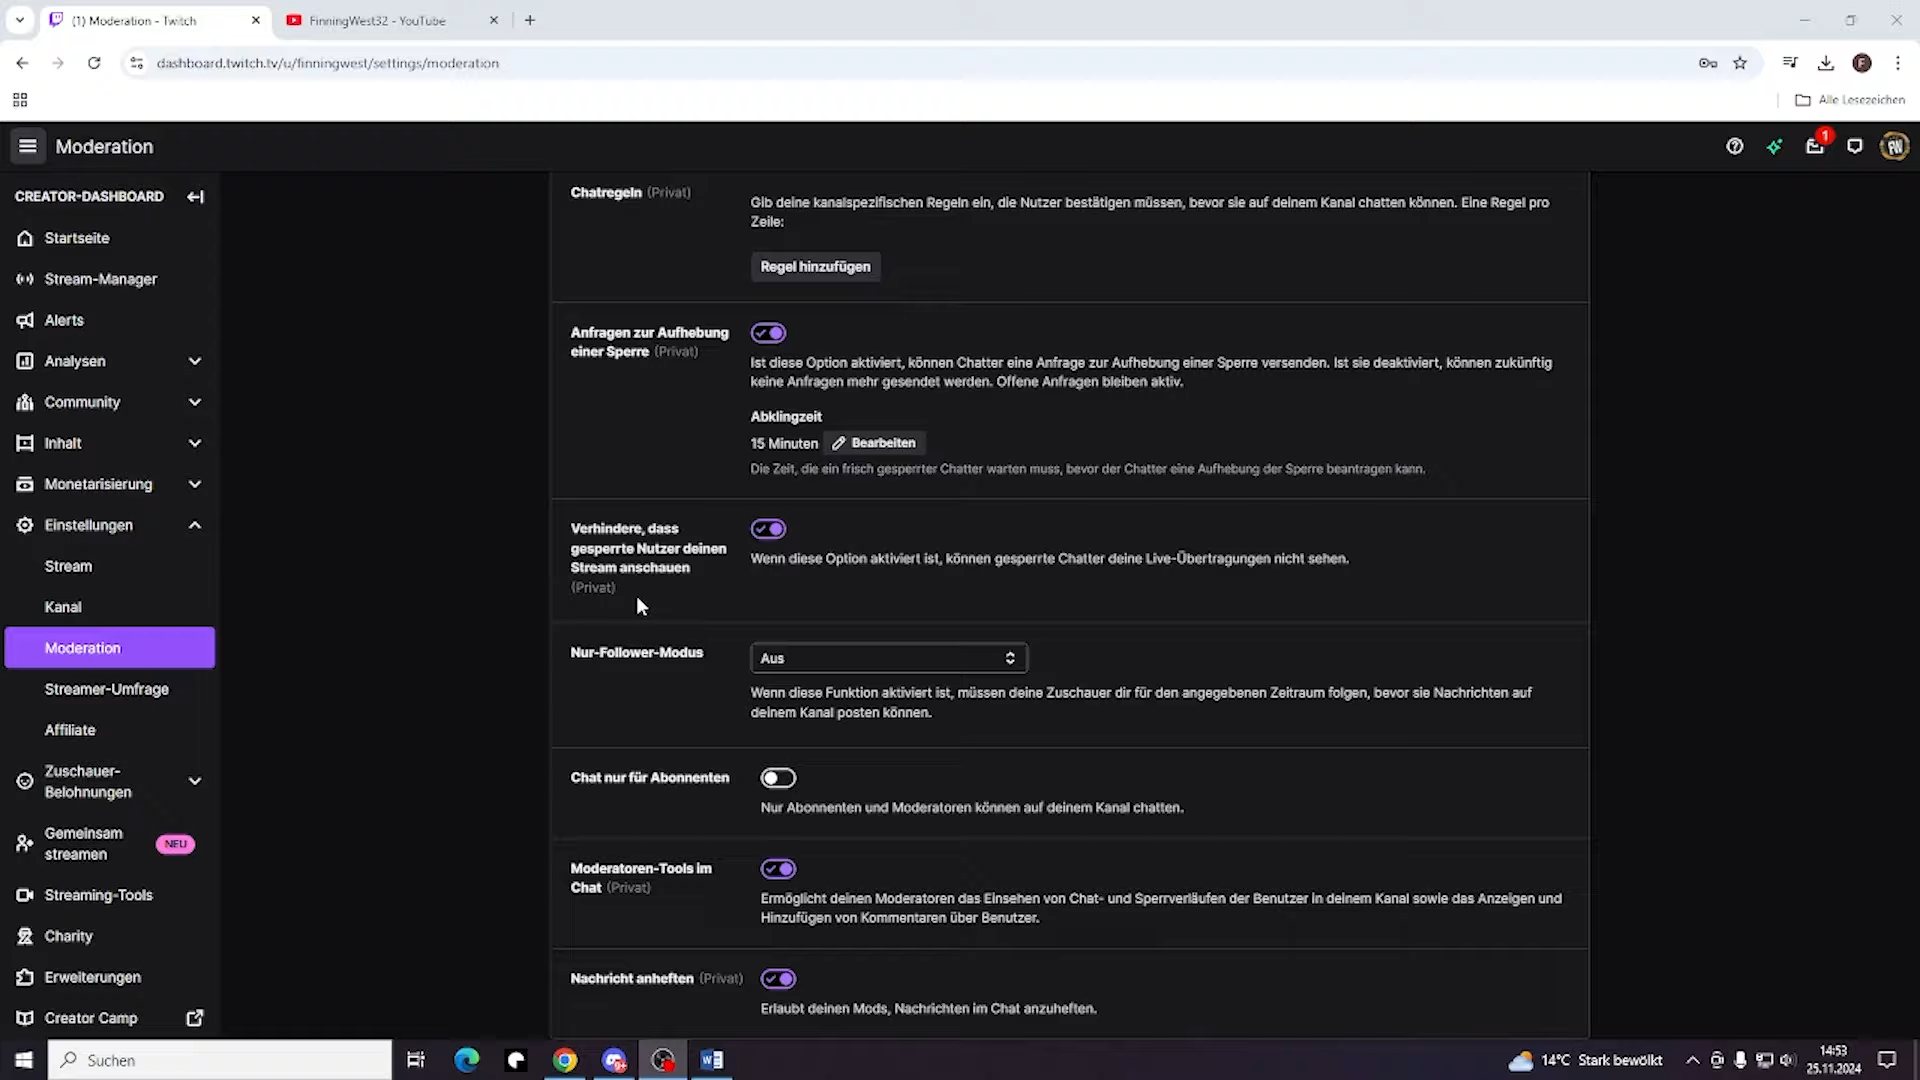 (1) Moderation - Twitch
FinningWest32 - YouTube
dashboard.twitch.tv/u/finningwest/settings/moderation
Alle Lesezeichen
Moderation
1
CREATOR-DASHBOARD
Startseite
Stream-Manager
Alerts
Analysen
Community
Inhalt
Monetarisierung
Einstellungen
Stream
Kanal
Moderation
Streamer-Umfrage
Affiliate
Zuschauer-
Belohnungen
Gemeinsam
streamen
NEU
Streaming-Tools
Charity
Erweiterungen
Creator Camp
Chatregeln (Privat)
Gib deine kanalspezifischen Regeln ein, die Nutzer bestätigen müssen, bevor sie auf deinem Kanal chatten können. Eine Regel pro
Zeile:
Regel hinzufügen
Anfragen zur Aufhebung
einer Sperre (Privat)
Ist diese Option aktiviert, können Chatter eine Anfrage zur Aufhebung einer Sperre versenden. Ist sie deaktiviert, können zukünftig
keine Anfragen mehr gesendet werden. Offene Anfragen bleiben aktiv.
Abklingzeit
15 Minuten Bearbeiten
Die Zeit, die ein frisch gesperrter Chatter warten muss, bevor der Chatter eine Aufhebung der Sperre beantragen kann.
Verhindere, dass
gesperrte Nutzer deinen
Stream anschauen
(Privat)
Wenn diese Option aktiviert ist, können gesperrte Chatter deine Live-Übertragungen nicht sehen.
Nur-Follower-Modus
Aus
Wenn diese Funktion aktiviert ist, müssen deine Zuschauer dir für den angegebenen Zeitraum folgen, bevor sie Nachrichten auf
deinem Kanal posten können.
Chat nur für Abonnenten
Nur Abonnenten und Moderatoren können auf deinem Kanal chatten.
Moderatoren-Tools im
Chat (Privat)
Ermöglicht deinen Moderatoren das Einsehen von Chat- und Sperrverläufen der Benutzer in deinem Kanal sowie das Anzeigen und
Hinzufügen von Kommentaren über Benutzer.
Nachricht anheften (Privat)
Erlaubt deinen Mods, Nachrichten im Chat anzuheften.
Suchen
14°C Stark bewölkt
14:53
25.11.2024